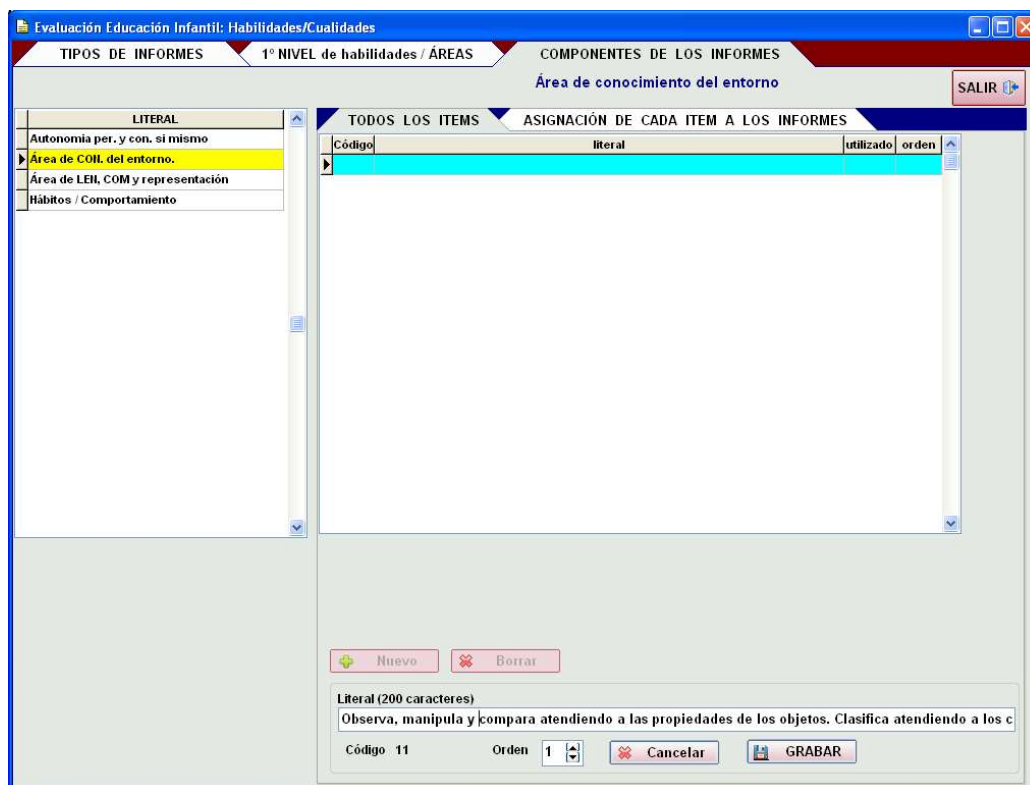 Evaluación Educación Infantil: Habilidades/Cualidades
TIPOS DE INFORMES
1º NIVEL de habilidades / ÁREAS
COMPONENTES DE LOS INFORMES
Área de conocimiento del entorno
SALIR
LITERAL
Autonomia per. y con. si mismo
Área de CON. del entorno.
Área de LEN, COM y representación
Hábitos / Comportamiento
TODOS LOS ITEMS
ASIGNACIÓN DE CADA ITEM A LOS INFORMES
Código literal utilizado orden
Nuevo
Borrar
Literal (200 caracteres)
Observa, manipula y compara atendiendo a las propiedades de los objetos. Clasifica atendiendo a los c
Código 11 Orden 1 Cancelar GRABAR